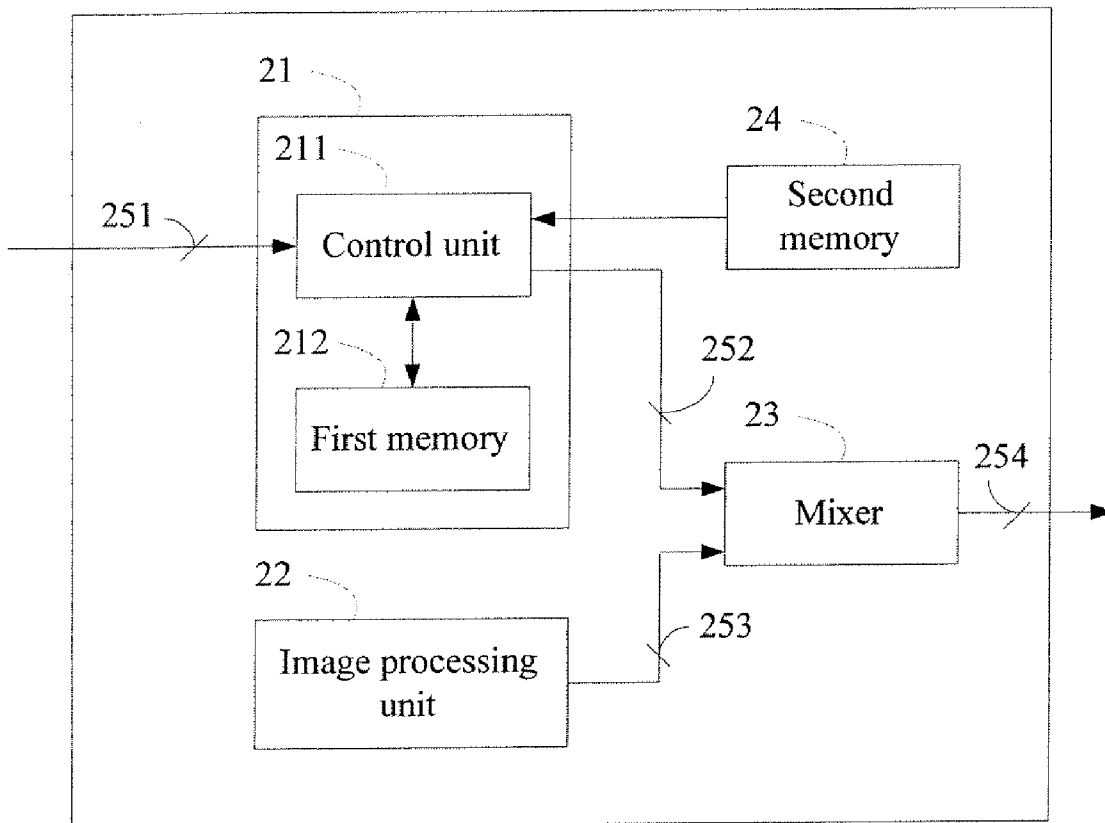 21
24
211
Second
memory
251
Control unit
212
252
First memory
23
254
Mixer
22
253
Image processing
unit